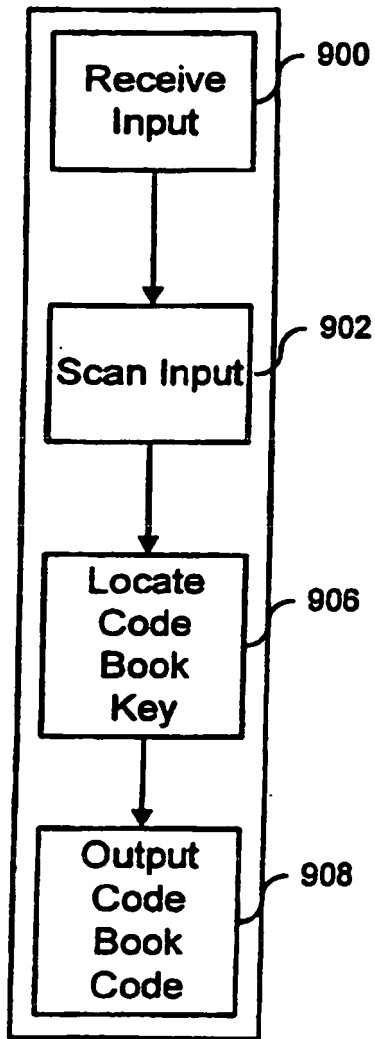 Receive
Input
900
Scan Input
902
Locate
Code
Book
Key
906
Output
Code
Book
Code
908